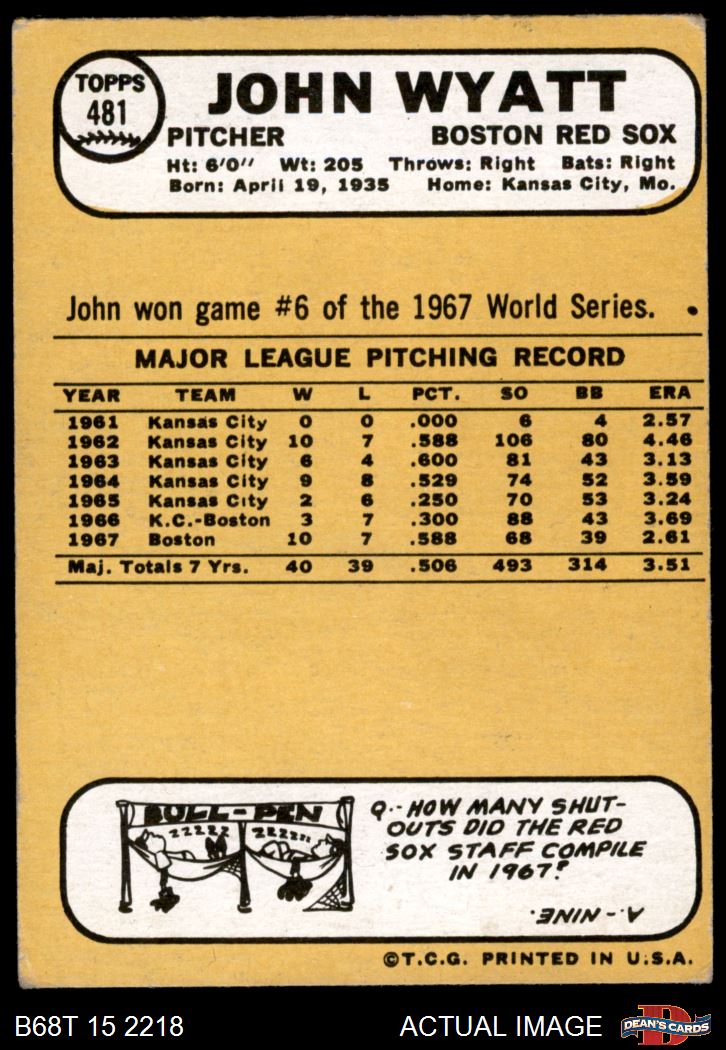 TOPPS
481
JOHN WYATT
PITCHER BOSTON RED SOX
Ht: 6'0" Wt: 205 Throws: Right Bats: Right
Born: April 19, 1935 Home: Kansas City, Mo.
John won game #6 of the 1967 World Series.
MAJOR LEAGUE PITCHING RECORD
YEAR TEAM W L PCT. SO BB ERA
1961 Kansas City 0 0 .000 6 4 2.57
1962 Kansas City 10 7 .588 106 80 4.46
1963 Kansas City 6 4 .600 81 43 3.13
1964 Kansas City 9 8 .529 74 52 3.59
1965 Kansas City 2 6 .250 70 53 3.24
1966 K.C.-Boston 3 7 .300 88 43 3.69
1967 Boston 10 7 .588 68 39 2.61
Maj. Totals 7 Yrs. 40 39 .506 493 314 3.51
BULL-PEN
ZZZZZ ZZZZZ
Q.- HOW MANY SHUT-
OUTS DID THE RED
SOX STAFF COMPILE
IN 1967?
A.- NINE.
©T.C.G. PRINTED IN U.S.A.
B68T 15 2218 ACTUAL IMAGE DEAN'S CARDS